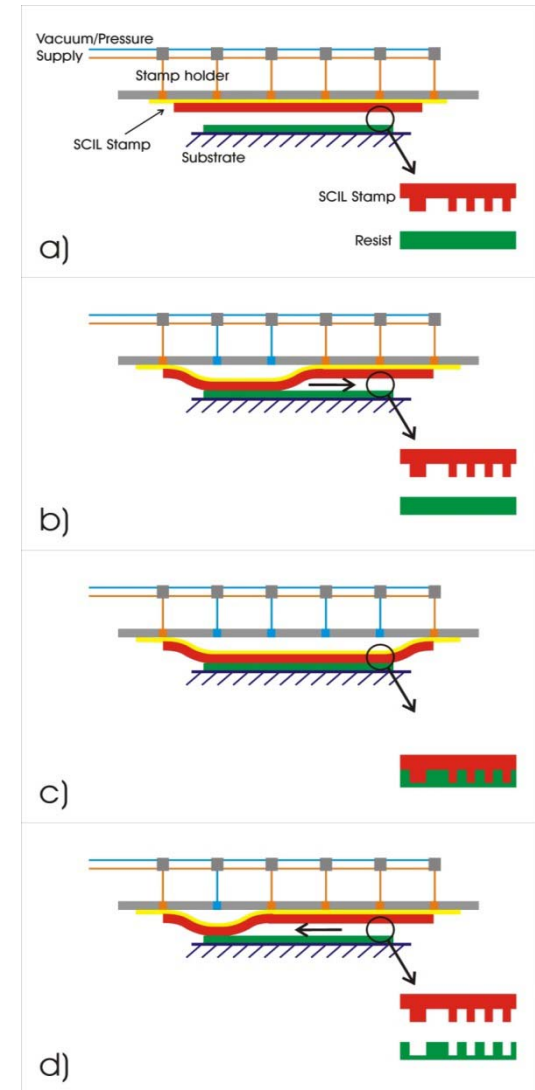 Vacuum/Pressure
Supply
Stamp holder
SCIL Stamp
Substrate
SCIL Stamp
Resist
a)
b)
c)
d)